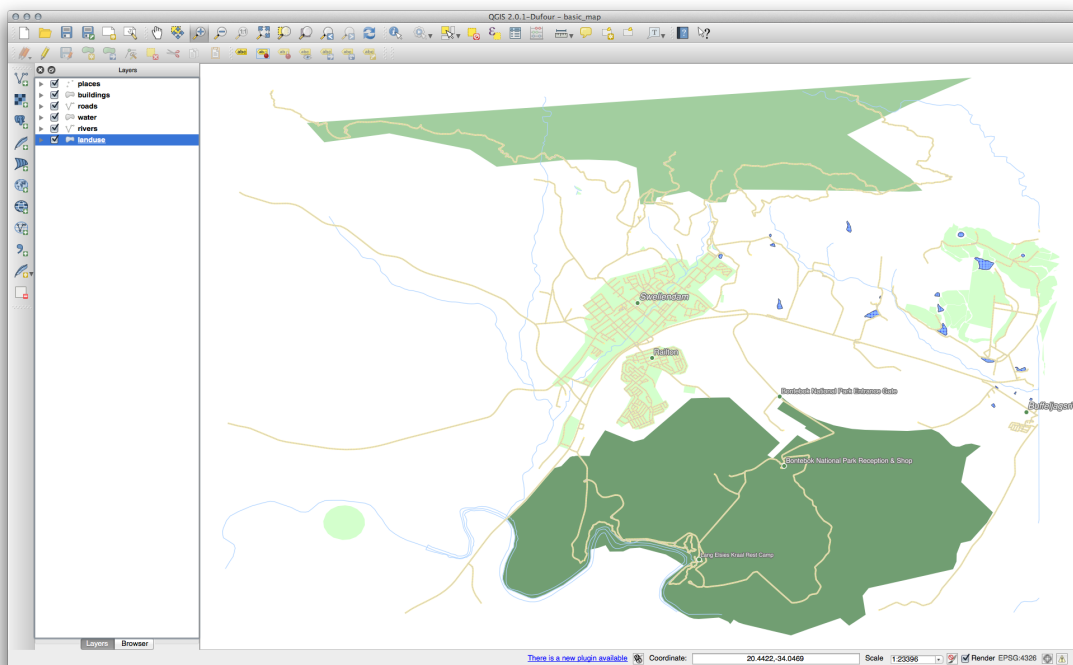 QGIS 2.0.1-Dufour - basic_map
Layers
places
buildings
roads
water
rivers
landuse
Swellendam
Railton
Bontebok National Park Entrance Gate
Bontebok National Park Reception & Shop
Lang Elsies Kraal Rest Camp
Layers Browser
There is a new plugin available Coordinate: 20.4422,-34.0469 Scale 1:23396 Render EPSG:4326